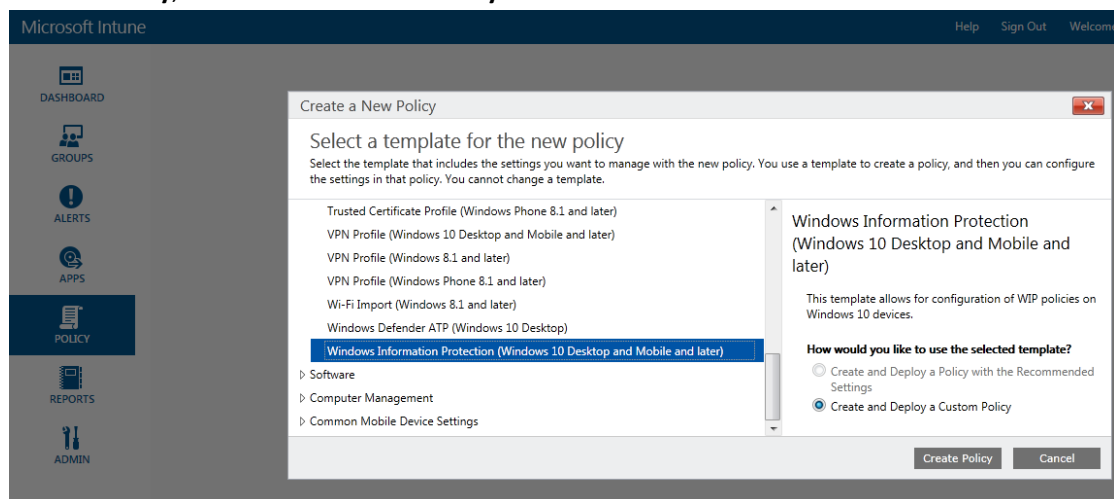 Microsoft Intune
Help Sign Out Welcome
DASHBOARD
GROUPS
ALERTS
APPS
POLICY
REPORTS
ADMIN
Create a New Policy
Select a template for the new policy
Select the template that includes the settings you want to manage with the new policy. You use a template to create a policy, and then you can configure
the settings in that policy. You cannot change a template.
Trusted Certificate Profile (Windows Phone 8.1 and later)
VPN Profile (Windows 10 Desktop and Mobile and later)
VPN Profile (Windows 8.1 and later)
VPN Profile (Windows Phone 8.1 and later)
Wi-Fi Import (Windows 8.1 and later)
Windows Defender ATP (Windows 10 Desktop)
Windows Information Protection (Windows 10 Desktop and Mobile and later)
Software
Computer Management
Common Mobile Device Settings
Windows Information Protection
(Windows 10 Desktop and Mobile and
later)
This template allows for configuration of WIP policies on
Windows 10 devices.
How would you like to use the selected template?
Create and Deploy a Policy with the Recommended
Settings
Create and Deploy a Custom Policy
Create Policy Cancel